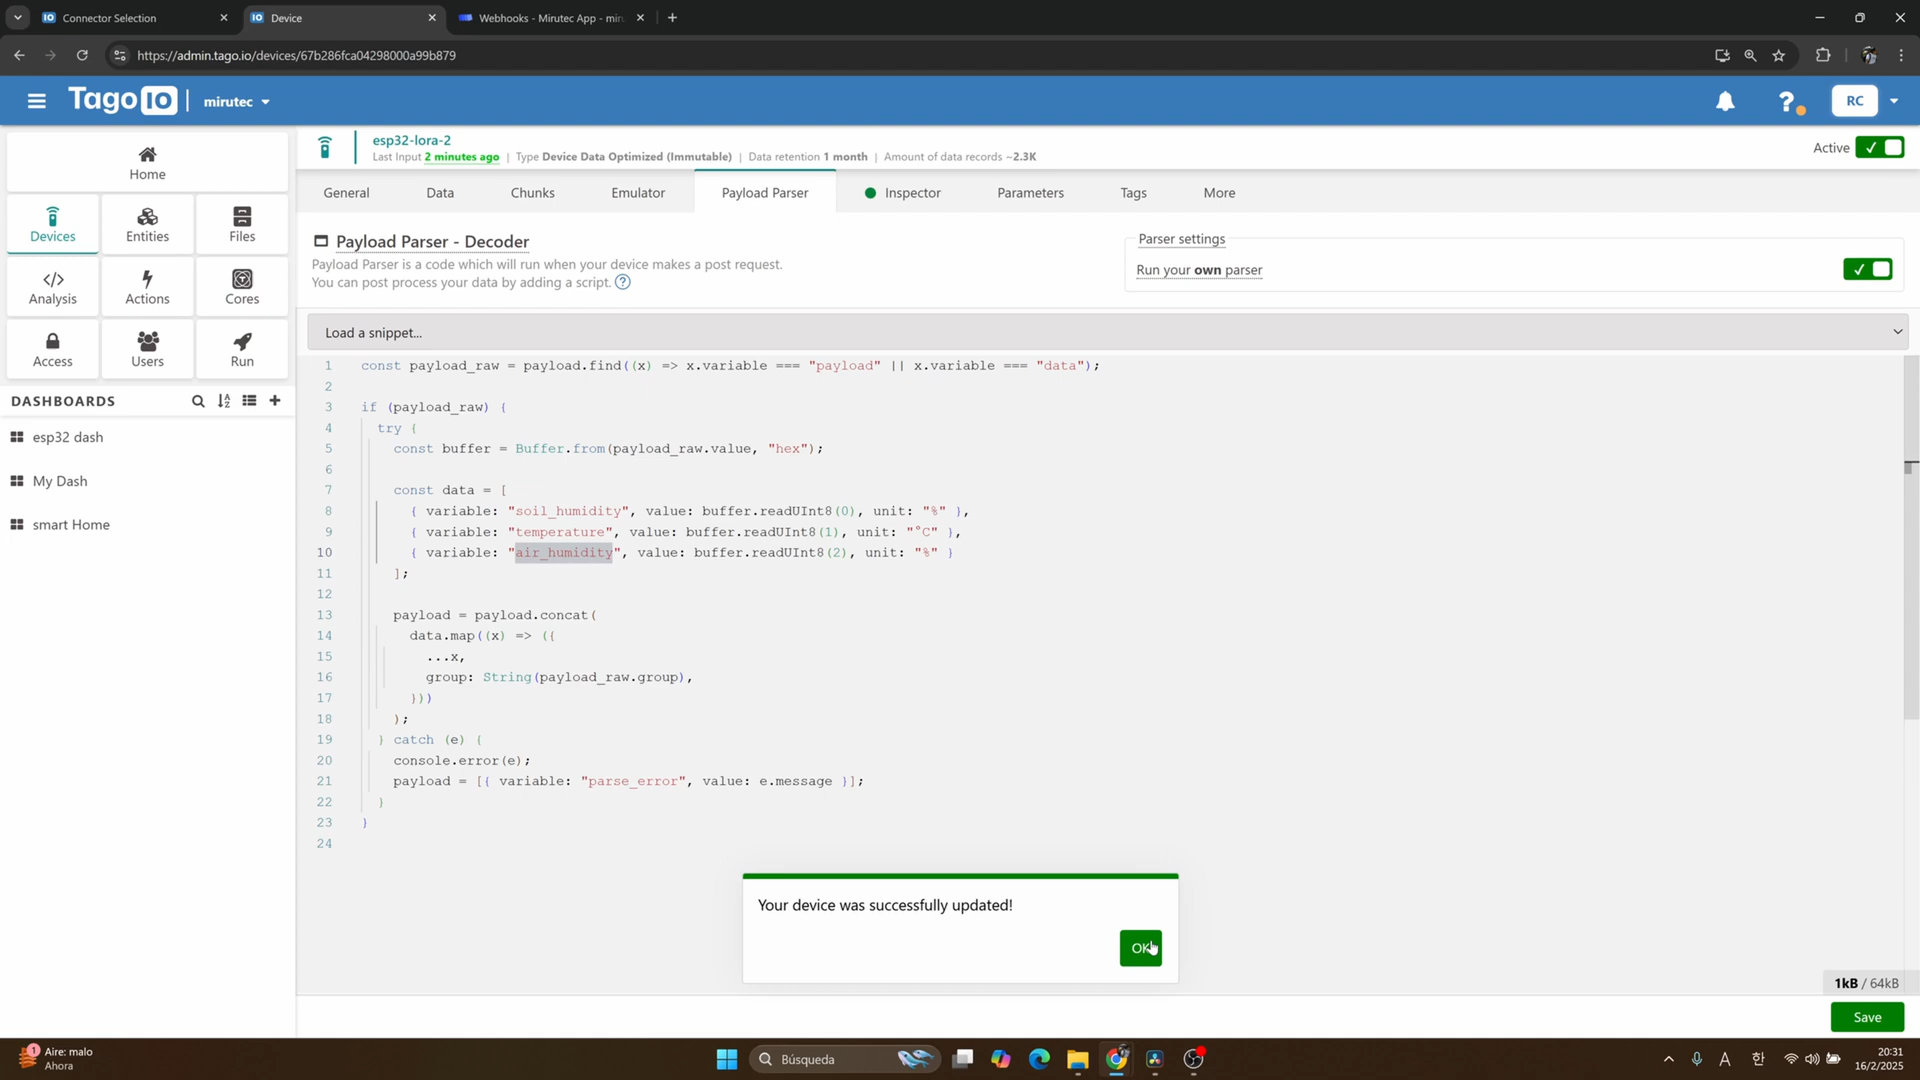 Connector Selection
Device
Webhooks - Mirutec App - miru
https://admin.tago.io/devices/67b286fca04298000a99b879
Tago IO
mirutec
RC
Home
Devices
Entities
Files
Analysis
Actions
Cores
Access
Users
Run
DASHBOARDS
esp32 dash
My Dash
smart Home
esp32-lora-2
Last Input 2 minutes ago | Type Device Data Optimized (Immutable) | Data retention 1 month | Amount of data records ~2.3K
Active
General
Data
Chunks
Emulator
Payload Parser
Inspector
Parameters
Tags
More
Payload Parser - Decoder
Payload Parser is a code which will run when your device makes a post request.
You can post process your data by adding a script.
Parser settings
Run your own parser
Load a snippet...
1 const payload_raw = payload.find((x) => x.variable === "payload" || x.variable === "data");
2
3 if (payload_raw) {
4 try {
5 const buffer = Buffer.from(payload_raw.value, "hex");
6
7 const data = [
8 { variable: "soil_humidity", value: buffer.readUInt8(0), unit: "%" },
9 { variable: "temperature", value: buffer.readUInt8(1), unit: "°C" },
10 { variable: "air_humidity", value: buffer.readUInt8(2), unit: "%" }
11 ];
12
13 payload = payload.concat(
14 data.map((x) => ({
15 ...x,
16 group: String(payload_raw.group),
17 }))
18 );
19 } catch (e) {
20 console.error(e);
21 payload = [{ variable: "parse_error", value: e.message }];
22 }
23 }
24
Your device was successfully updated!
OK
1kB / 64kB
Save
1
Aire: malo
Ahora
Búsqueda
A
한
20:31
16/2/2025